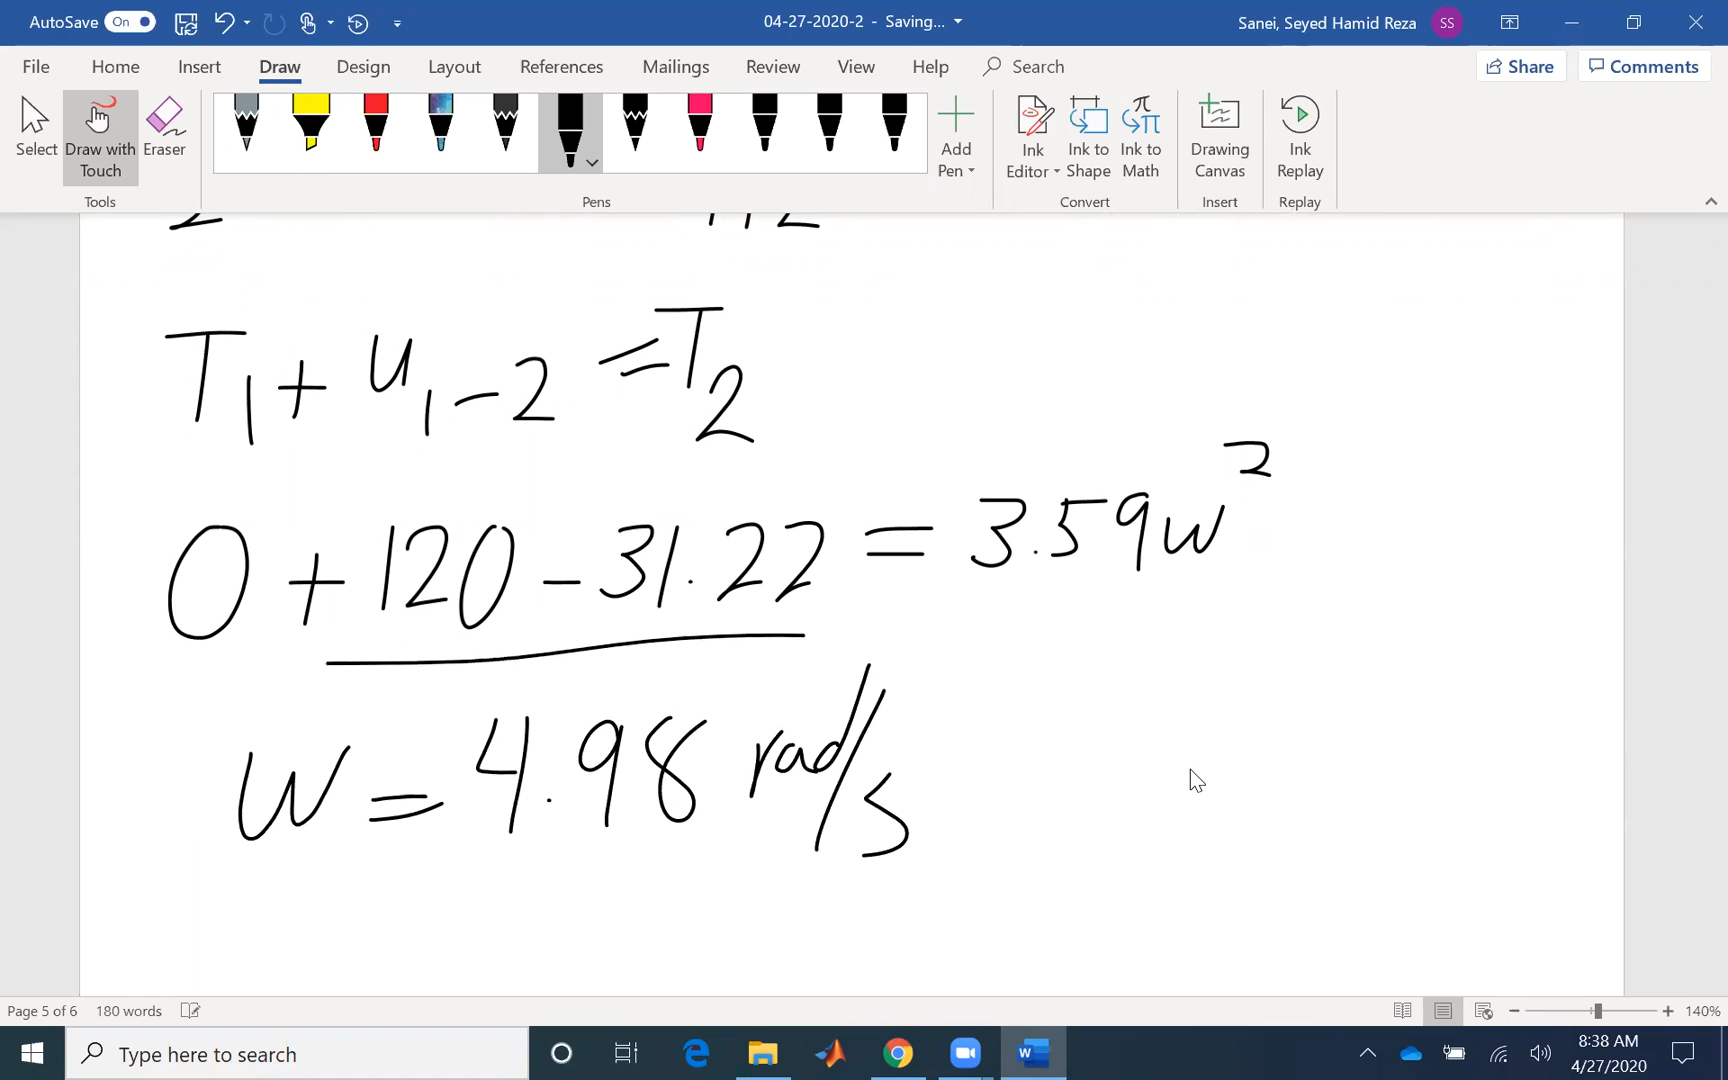 AutoSave On
04-27-2020-2 - Saving...
Sanei, Seyed Hamid Reza SS
File Home Insert Draw Design Layout References Mailings Review View Help Search Share Comments
Select
Draw with Touch
Eraser
Add Pen
Ink Editor
Ink to Shape
Ink to Math
Drawing Canvas
Ink Replay
Tools Pens Convert Insert Replay
T₁ + U₁₋₂ = T₂
0 + 120 - 31.22 = 3.59w²
W = 4.98 rad/s
Page 5 of 6 180 words 140%
Type here to search
8:38 AM
4/27/2020